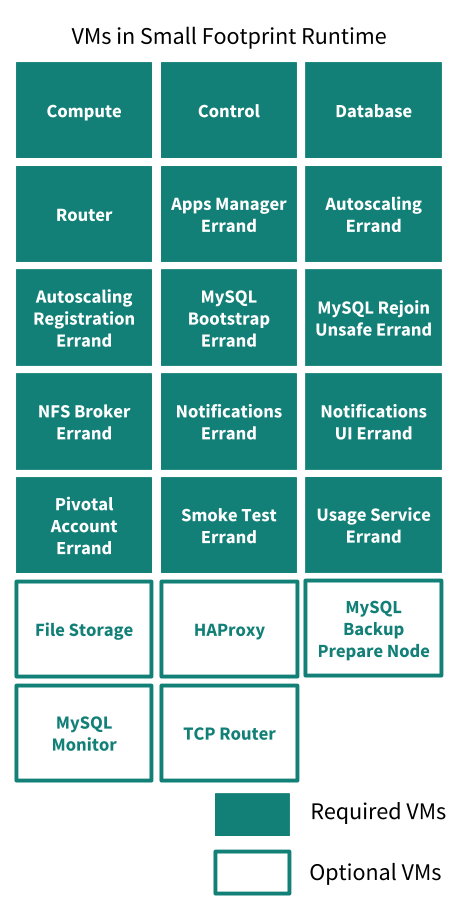 VMs in Small Footprint Runtime
Compute
Control
Database
Router
Apps Manager
Errand
Autoscaling
Errand
Autoscaling
Registration
Errand
MySQL
Bootstrap
Errand
MySQL Rejoin
Unsafe Errand
NFS Broker
Errand
Notifications
Errand
Notifications
UI Errand
Pivotal
Account
Errand
Smoke Test
Errand
Usage Service
Errand
File Storage
HAProxy
MySQL
Backup
Prepare Node
MySQL
Monitor
TCP Router
Required VMs
Optional VMs